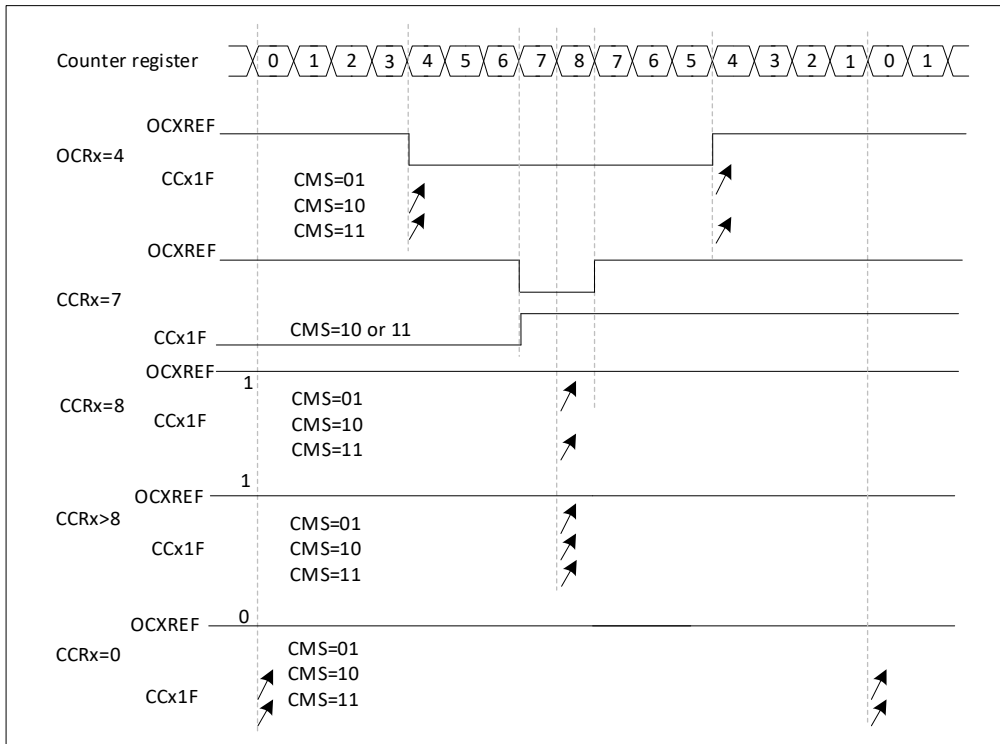 Counter register 0 1 2 3 4 5 6 7 8 7 6 5 4 3 2 1 0 1
OCXREF
OCRx=4
CCx1F
CMS=01
CMS=10
CMS=11
OCXREF
CCRx=7
CCx1F
CMS=10 or 11
OCXREF
1
CCRx=8
CCx1F
CMS=01
CMS=10
CMS=11
OCXREF
1
CCRx>8
CCx1F
CMS=01
CMS=10
CMS=11
OCXREF
0
CCRx=0
CCx1F
CMS=01
CMS=10
CMS=11